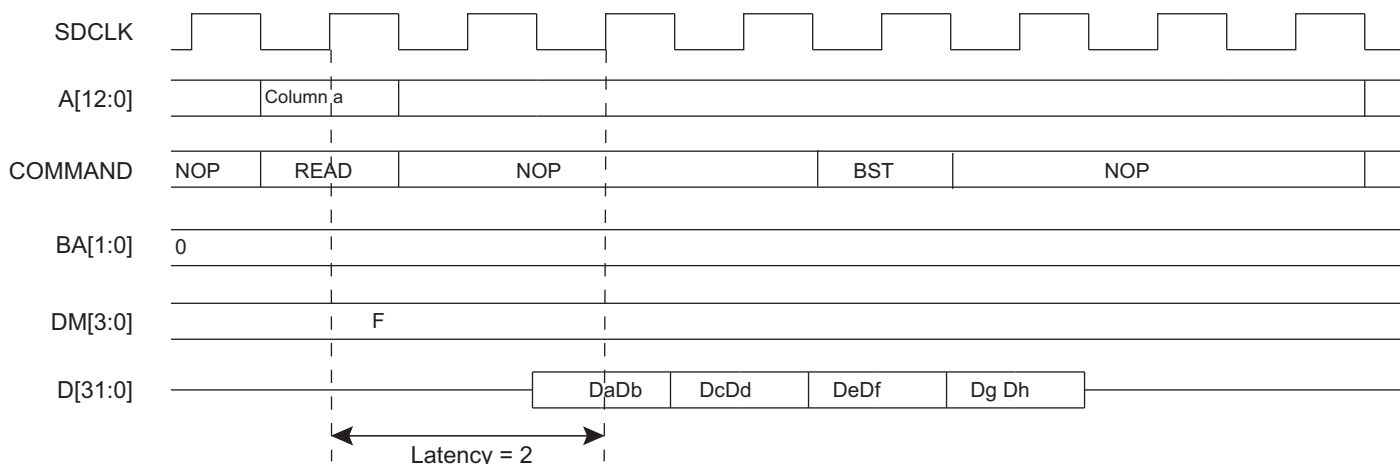 SDCLK
A[12:0] Column a
COMMAND NOP READ NOP BST NOP
BA[1:0] 0
DM[3:0] F
D[31:0] DaDb DcDd DeDf Dg Dh
Latency = 2